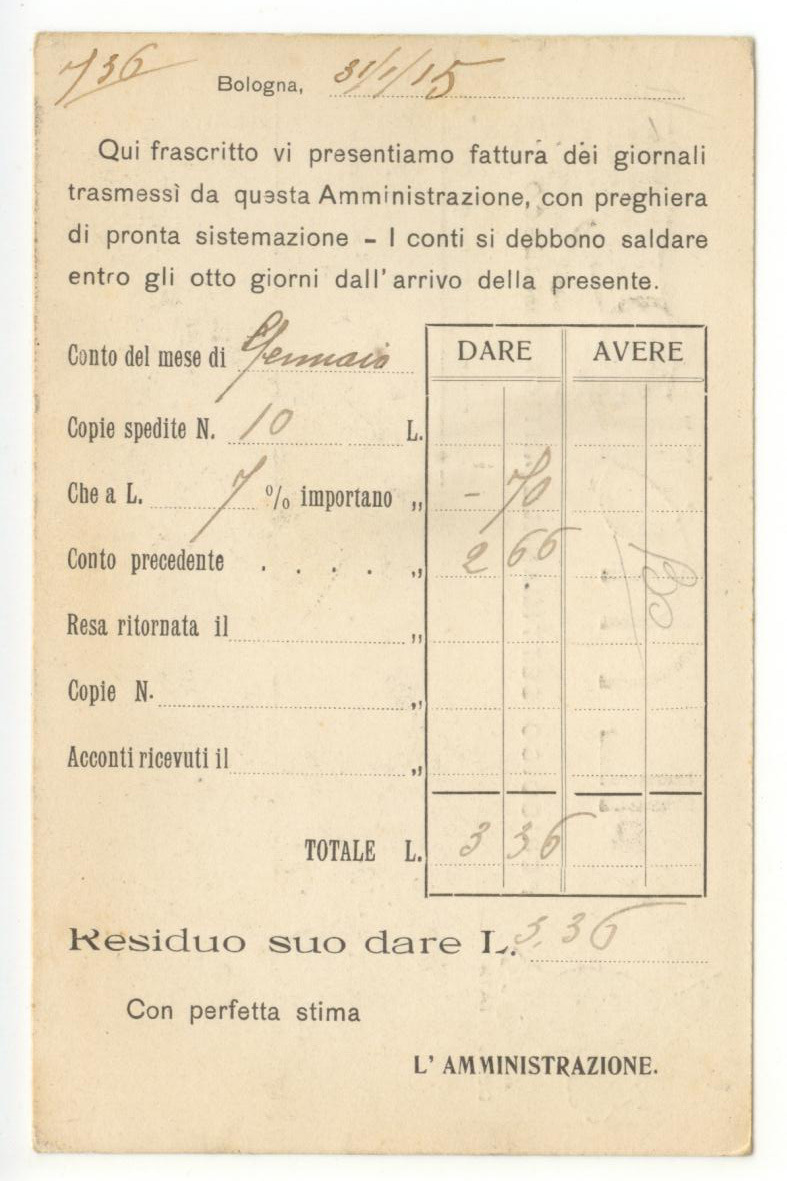 736
Bologna, 31/1/15
Qui frascritto vi presentiamo fattura dei giornali
trasmessi da questa Amministrazione, con preghiera
di pronta sistemazione - I conti si debbono saldare
entro gli otto giorni dall'arrivo della presente.
DARE AVERE
Conto del mese di Gennaio
Copie spedite N. 10 L.
Che a L. 7 % importano „ - 70
Conto precedente . . . . „ 2 66
Resa ritornata il „
Copie N. „
Acconti ricevuti il „
TOTALE L. 3 36
Residuo suo dare L. 3.36
Con perfetta stima
L' AMMINISTRAZIONE.